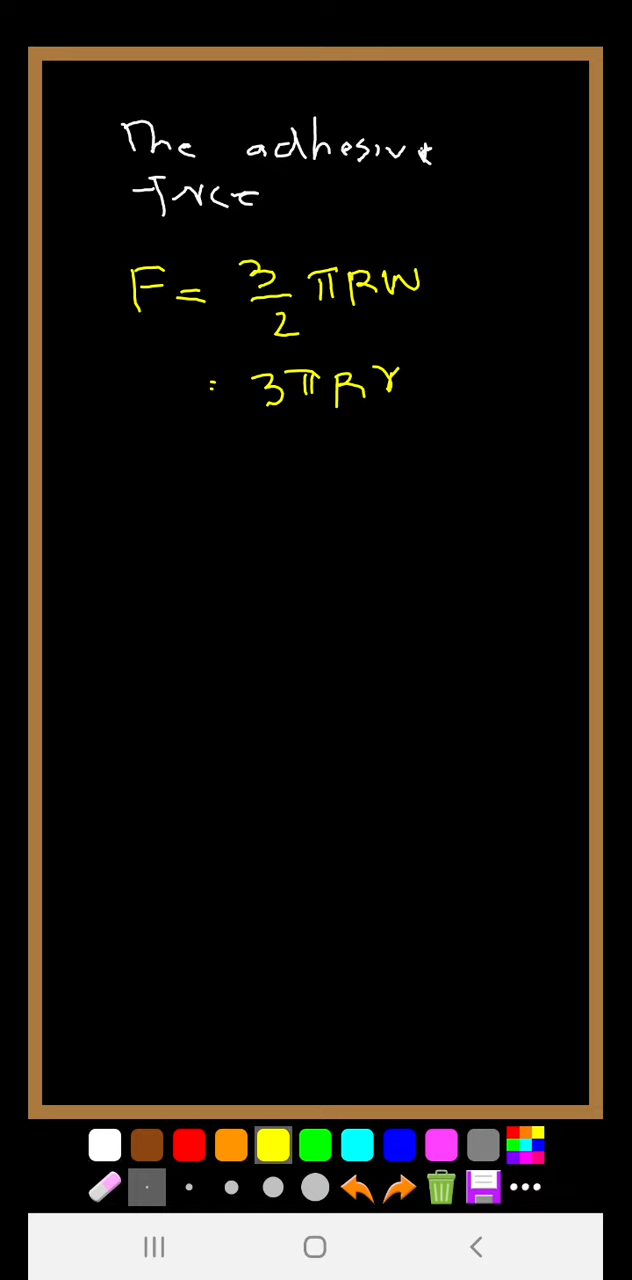 The adhesive
force
F = 3/2 πRW
= 3πRγ